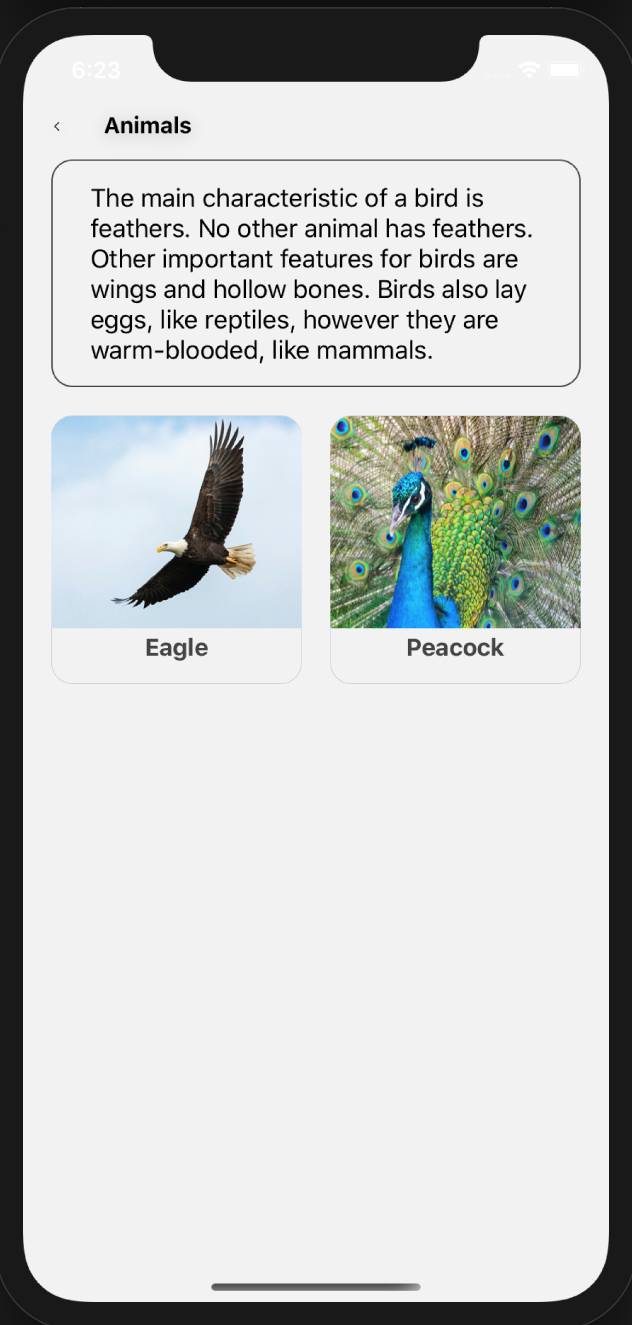 6:23
Animals
The main characteristic of a bird is
feathers. No other animal has feathers.
Other important features for birds are
wings and hollow bones. Birds also lay
eggs, like reptiles, however they are
warm-blooded, like mammals.
Eagle
Peacock